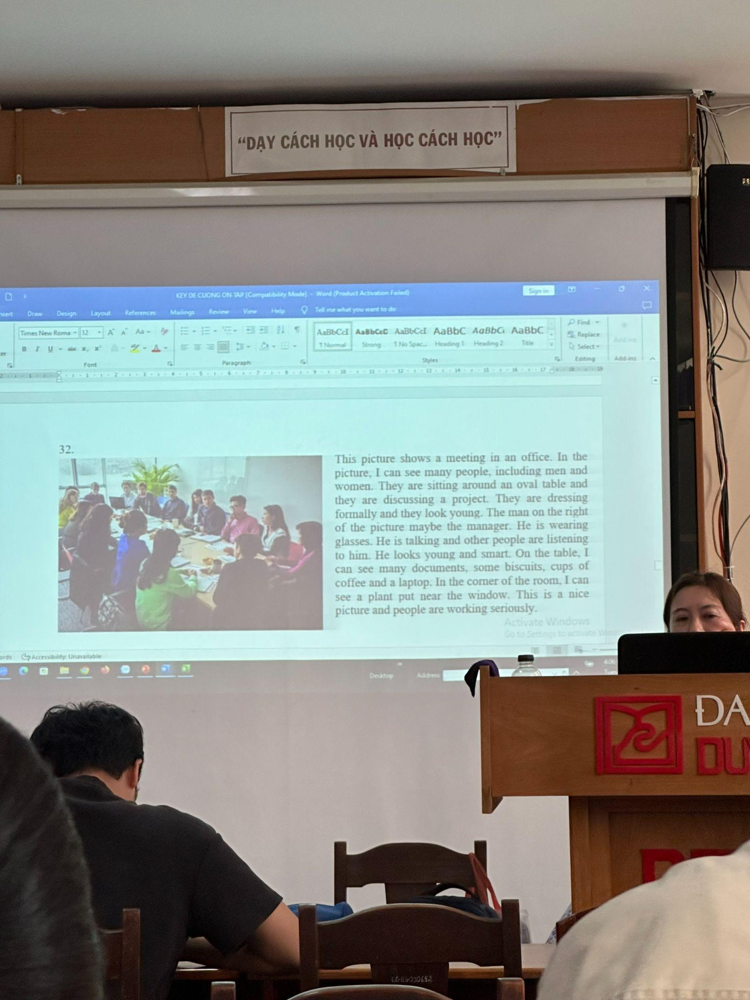 “DẠY CÁCH HỌC VÀ HỌC CÁCH HỌC”
KEY DE CUONG ON TAP [Compatibility Mode] - Word (Product Activation Failed)
Sign in
Draw Design Layout References Mailings Review View Help Tell me what you want to do
Times New Roma 12
AaBbCcI AaBbCcD AaBbCcI AaBbC AaBbCi AaBbC
¶ Normal Strong ¶ No Spac... Heading 1 Heading 2 Title
Find
Replace
Select
Add-ins
Font Paragraph Styles Editing Add-ins
32.
This picture shows a meeting in an office. In the
picture, I can see many people, including men and
women. They are sitting around an oval table and
they are discussing a project. They are dressing
formally and they look young. The man on the right
of the picture maybe the manager. He is wearing
glasses. He is talking and other people are listening
to him. He looks young and smart. On the table, I
can see many documents, some biscuits, cups of
coffee and a laptop. In the corner of the room, I can
see a plant put near the window. This is a nice
picture and people are working seriously.
Activate Windows
Go to Settings to activate
Accessibility: Unavailable
Desktop Address
4:06
ĐA
DU